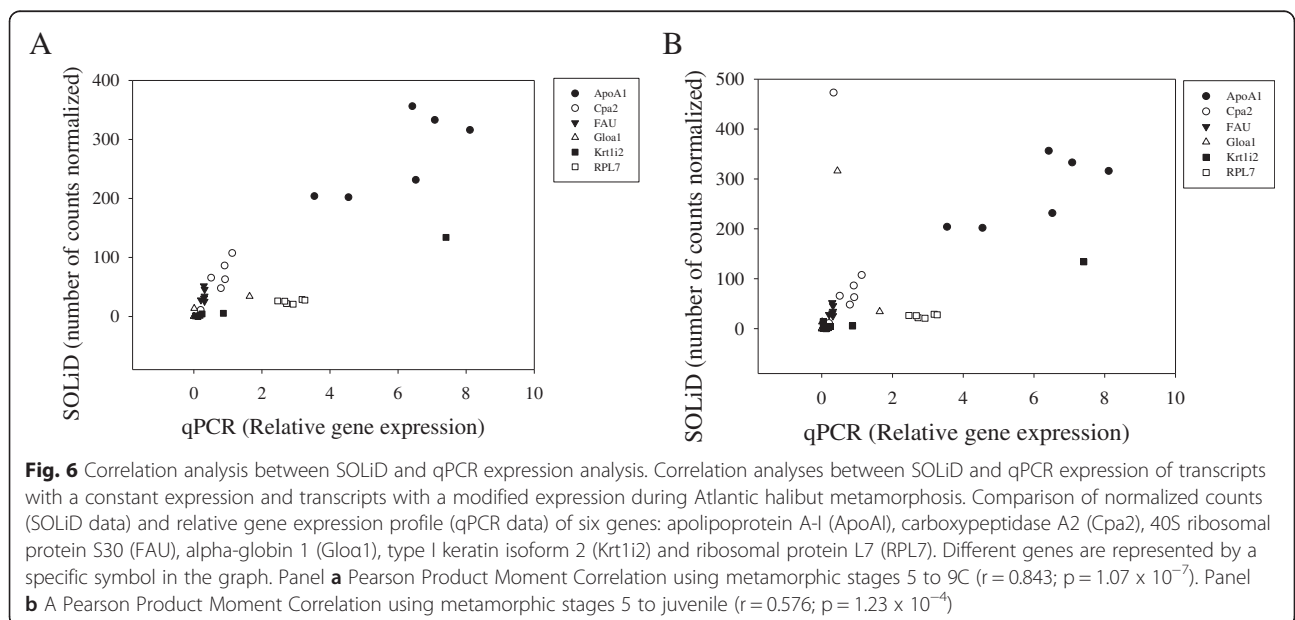 A
B
SOLiD (number of counts normalized)
400
300
200
100
0
0 2 4 6 8 10
qPCR (Relative gene expression)
ApoA1
Cpa2
FAU
Gloa1
Krt1i2
RPL7
SOLiD (number of counts normalized)
500
400
300
200
100
0
0 2 4 6 8 10
qPCR (Relative gene expression)
ApoA1
Cpa2
FAU
Gloa1
Krt1i2
RPL7
Fig. 6 Correlation analysis between SOLiD and qPCR expression analysis. Correlation analyses between SOLiD and qPCR expression of transcripts
with a constant expression and transcripts with a modified expression during Atlantic halibut metamorphosis. Comparison of normalized counts
(SOLiD data) and relative gene expression profile (qPCR data) of six genes: apolipoprotein A-I (ApoAI), carboxypeptidase A2 (Cpa2), 40S ribosomal
protein S30 (FAU), alpha-globin 1 (Gloα1), type I keratin isoform 2 (Krt1i2) and ribosomal protein L7 (RPL7). Different genes are represented by a
specific symbol in the graph. Panel a Pearson Product Moment Correlation using metamorphic stages 5 to 9C (r = 0.843; p = 1.07 x 10⁻⁷). Panel
b A Pearson Product Moment Correlation using metamorphic stages 5 to juvenile (r = 0.576; p = 1.23 x 10⁻⁴)